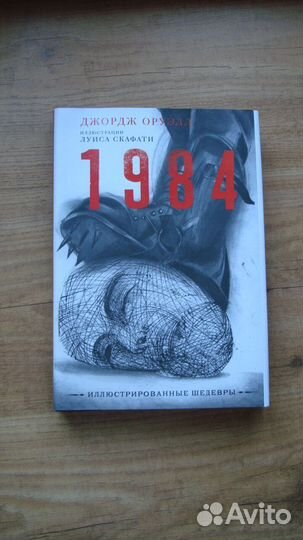 ДЖОРДЖ ОРУЭЛЛ
ИЛЛЮСТРАЦИИ
ЛУИСА СКАФАТИ
1984
ИЛЛЮСТРИРОВАННЫЕ ШЕДЕВРЫ
Avito